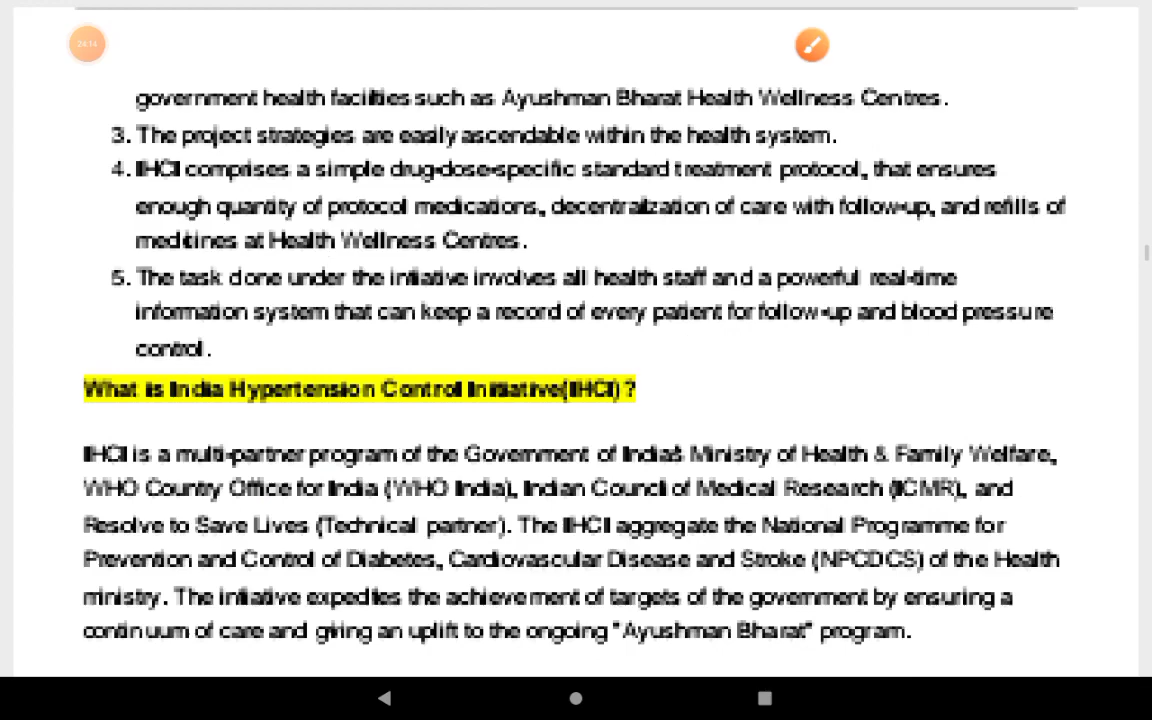 24:14
government health facilities such as Ayushman Bharat Health Wellness Centres.
3. The project strategies are easily ascendable within the health system.
4. IHCI comprises a simple drug-dose-specific standard treatment protocol, that ensures
enough quantity of protocol medications, decentralization of care with follow-up, and refills of
medicines at Health Wellness Centres.
5. The task done under the initiative involves all health staff and a powerful real-time
information system that can keep a record of every patient for follow-up and blood pressure
control.
What is India Hypertension Control Initiative(IHCI) ?
IHCI is a multi-partner program of the Government of India's Ministry of Health & Family Welfare,
WHO Country Office for India (WHO India), Indian Council of Medical Research (ICMR), and
Resolve to Save Lives (Technical partner). The IHCI aggregate the National Programme for
Prevention and Control of Diabetes, Cardiovascular Disease and Stroke (NPCDCS) of the Health
ministry. The initiative expedites the achievement of targets of the government by ensuring a
continuum of care and giving an uplift to the ongoing "Ayushman Bharat" program.